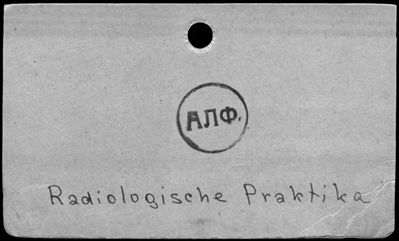 АЛФ.
Radiologische Praktika